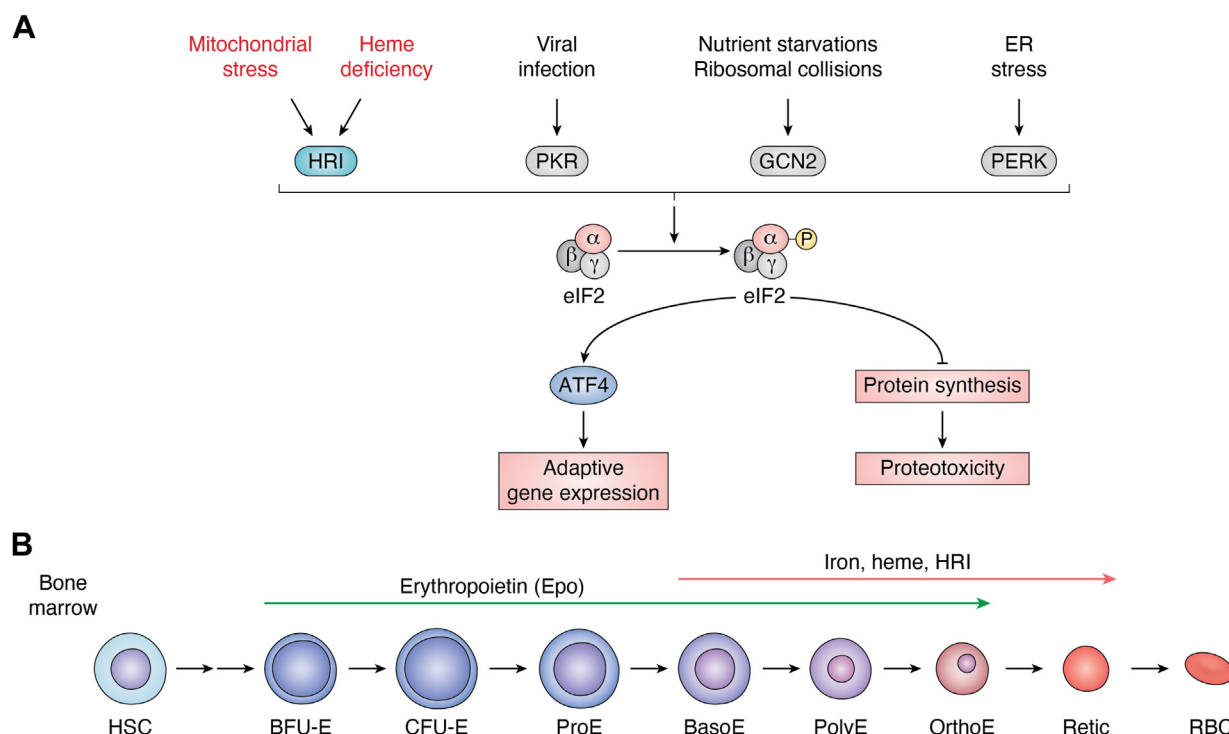 A
Mitochondrial
stress
Heme
deficiency
Viral
infection
Nutrient starvations
Ribosomal collisions
ER
stress
HRI
PKR
GCN2
PERK
α
β
γ
eIF2
α
P
β
γ
eIF2
ATF4
Protein synthesis
Adaptive
gene expression
Proteotoxicity
B
Bone
marrow
Iron, heme, HRI
Erythropoietin (Epo)
HSC
BFU-E
CFU-E
ProE
BasoE
PolyE
OrthoE
Retic
RBC